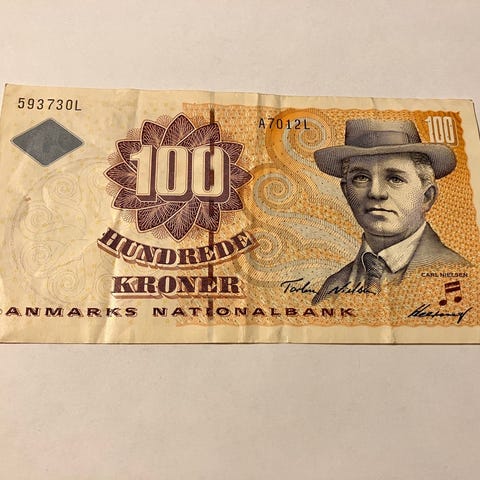 593730L
A7012L
100
100
HUNDREDE
KRONER
CARL NIELSEN
DANMARKS NATIONALBANK